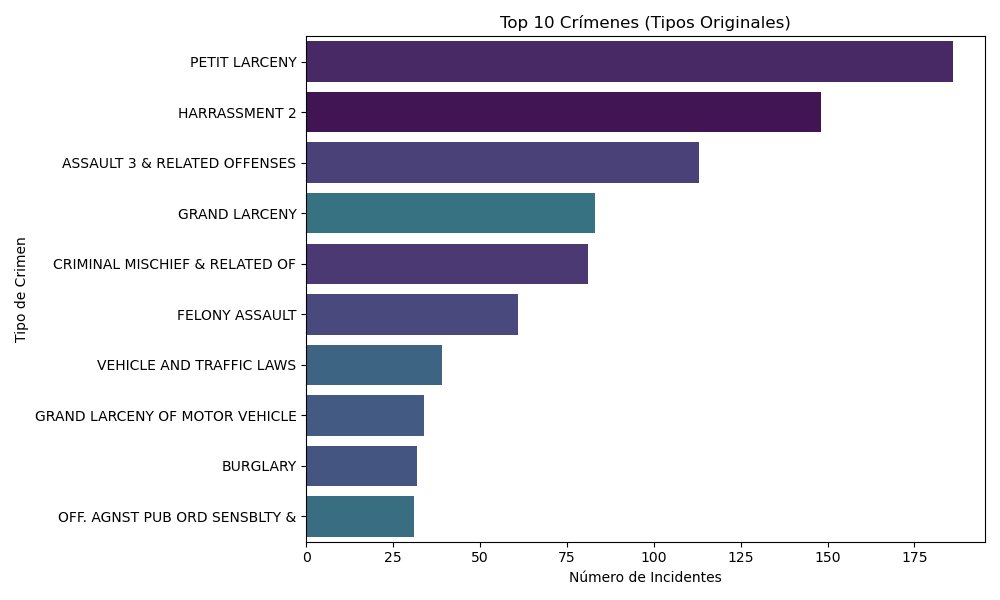 Top 10 Crímenes (Tipos Originales)
Tipo de Crimen
PETIT LARCENY
HARRASSMENT 2
ASSAULT 3 & RELATED OFFENSES
GRAND LARCENY
CRIMINAL MISCHIEF & RELATED OF
FELONY ASSAULT
VEHICLE AND TRAFFIC LAWS
GRAND LARCENY OF MOTOR VEHICLE
BURGLARY
OFF. AGNST PUB ORD SENSBLTY &
0 25 50 75 100 125 150 175
Número de Incidentes